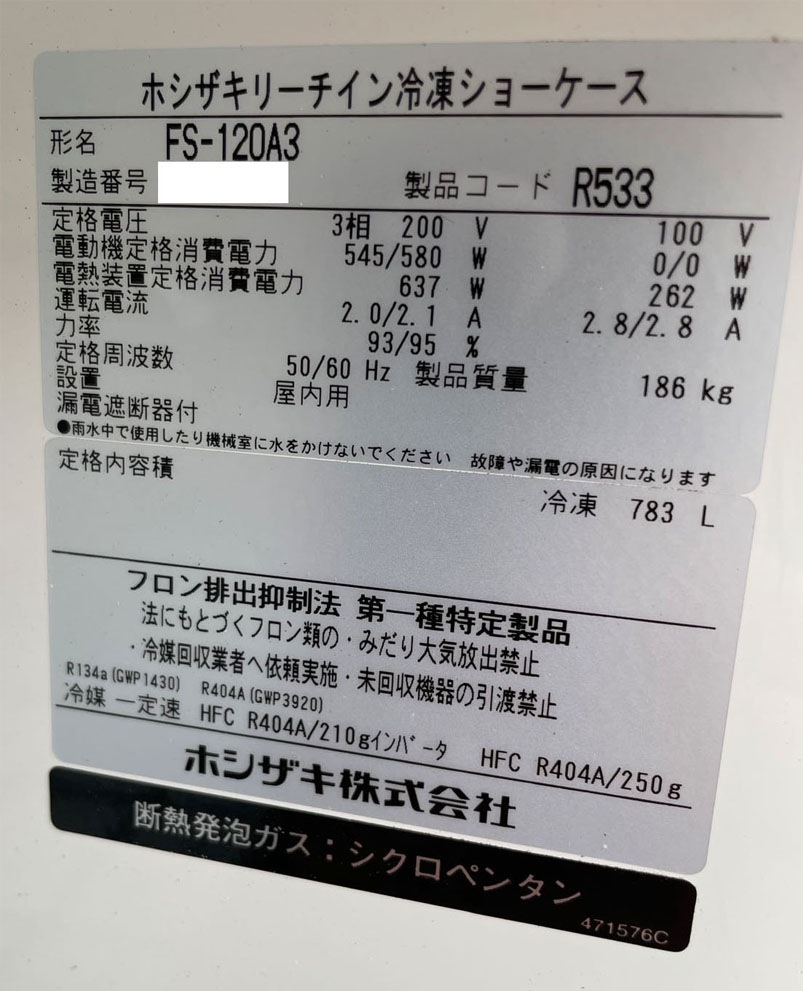 ホシザキリーチイン冷凍ショーケース
形名 FS-120A3
製造番号 製品コード R533
定格電圧 3相 200 V 100 V
電動機定格消費電力 545/580 W 0/0 W
電熱装置定格消費電力 637 W 262 W
運転電流 2.0/2.1 A 2.8/2.8 A
力率 93/95 %
定格周波数 50/60 Hz 製品質量 186 kg
設置 屋内用
漏電遮断器付
●雨水中で使用したり機械室に水をかけないでください 故障や漏電の原因になります
定格内容積
冷凍 783 L
フロン排出抑制法 第一種特定製品
法にもとづくフロン類の・みだり大気放出禁止
・冷媒回収業者へ依頼実施・未回収機器の引渡禁止
R134a(GWP1430) R404A(GWP3920)
冷媒 一定速 HFC R404A/210gインバータ HFC R404A/250g
ホシザキ株式会社
断熱発泡ガス：シクロペンタン
471576C